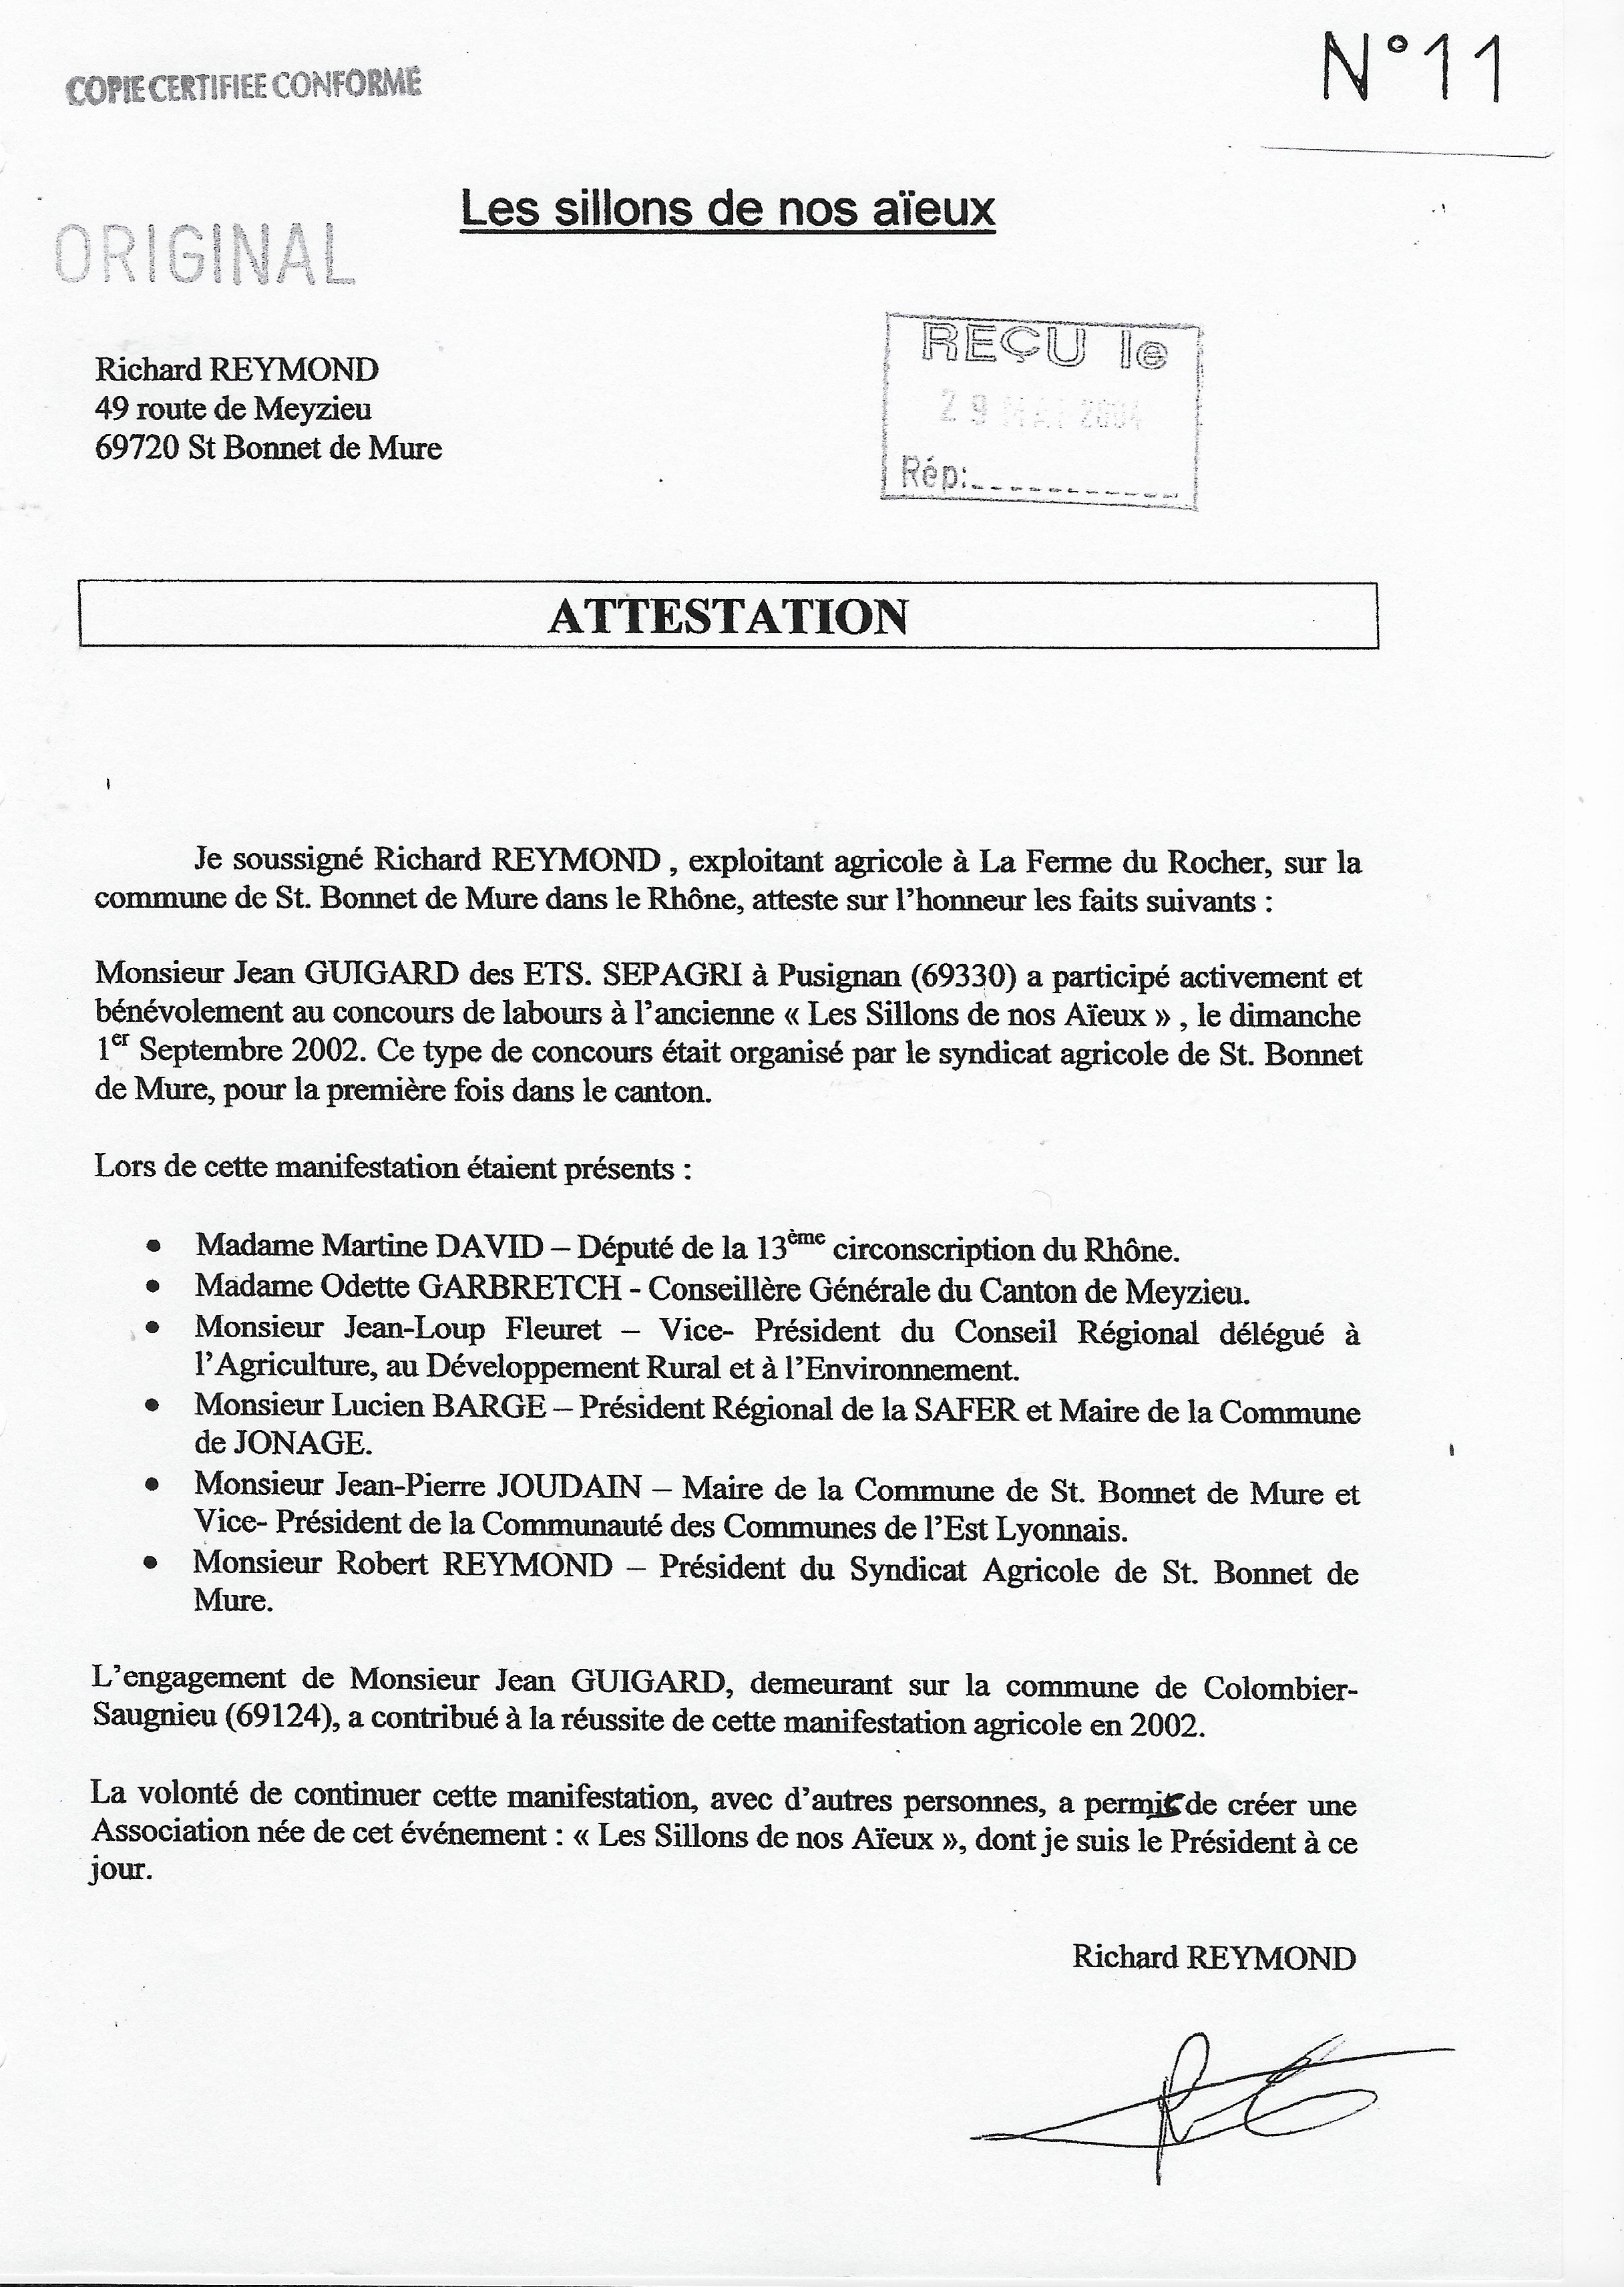 COPIE CERTIFIEE CONFORME
N°11
Les sillons de nos aïeux
ORIGINAL
REÇU le
29 MAI 2004
Rép:
Richard REYMOND
49 route de Meyzieu
69720 St Bonnet de Mure
ATTESTATION
Je soussigné Richard REYMOND , exploitant agricole à La Ferme du Rocher, sur la
commune de St. Bonnet de Mure dans le Rhône, atteste sur l’honneur les faits suivants :
Monsieur Jean GUIGARD des ETS. SEPAGRI à Pusignan (69330) a participé activement et
bénévolement au concours de labours à l’ancienne « Les Sillons de nos Aïeux » , le dimanche
1er Septembre 2002. Ce type de concours était organisé par le syndicat agricole de St. Bonnet
de Mure, pour la première fois dans le canton.
Lors de cette manifestation étaient présents :
• Madame Martine DAVID – Député de la 13ème circonscription du Rhône.
• Madame Odette GARBRETCH - Conseillère Générale du Canton de Meyzieu.
• Monsieur Jean-Loup Fleuret – Vice- Président du Conseil Régional délégué à
l’Agriculture, au Développement Rural et à l’Environnement.
• Monsieur Lucien BARGE – Président Régional de la SAFER et Maire de la Commune
de JONAGE.
• Monsieur Jean-Pierre JOUDAIN – Maire de la Commune de St. Bonnet de Mure et
Vice- Président de la Communauté des Communes de l’Est Lyonnais.
• Monsieur Robert REYMOND – Président du Syndicat Agricole de St. Bonnet de
Mure.
L’engagement de Monsieur Jean GUIGARD, demeurant sur la commune de Colombier-
Saugnieu (69124), a contribué à la réussite de cette manifestation agricole en 2002.
La volonté de continuer cette manifestation, avec d’autres personnes, a permis de créer une
Association née de cet événement : « Les Sillons de nos Aïeux », dont je suis le Président à ce
jour.
Richard REYMOND